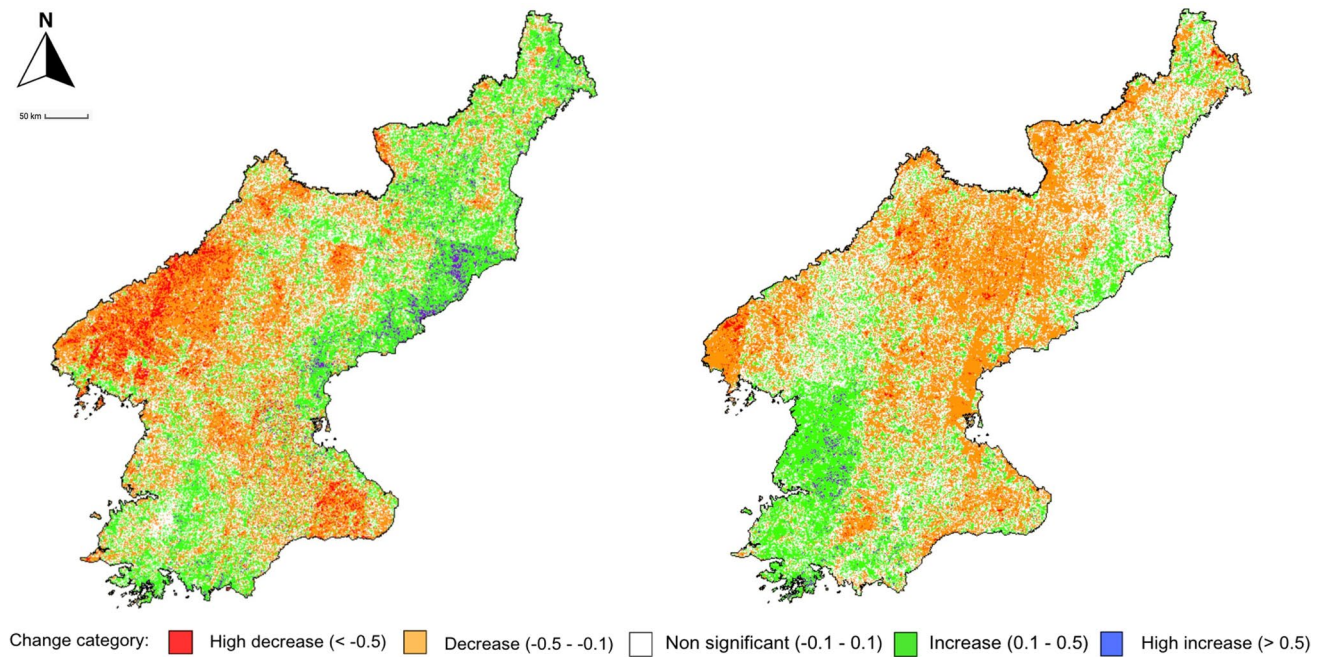 N
50 km
Change category: High decrease (< -0.5) Decrease (-0.5 - -0.1) Non significant (-0.1 - 0.1) Increase (0.1 - 0.5) High increase (> 0.5)